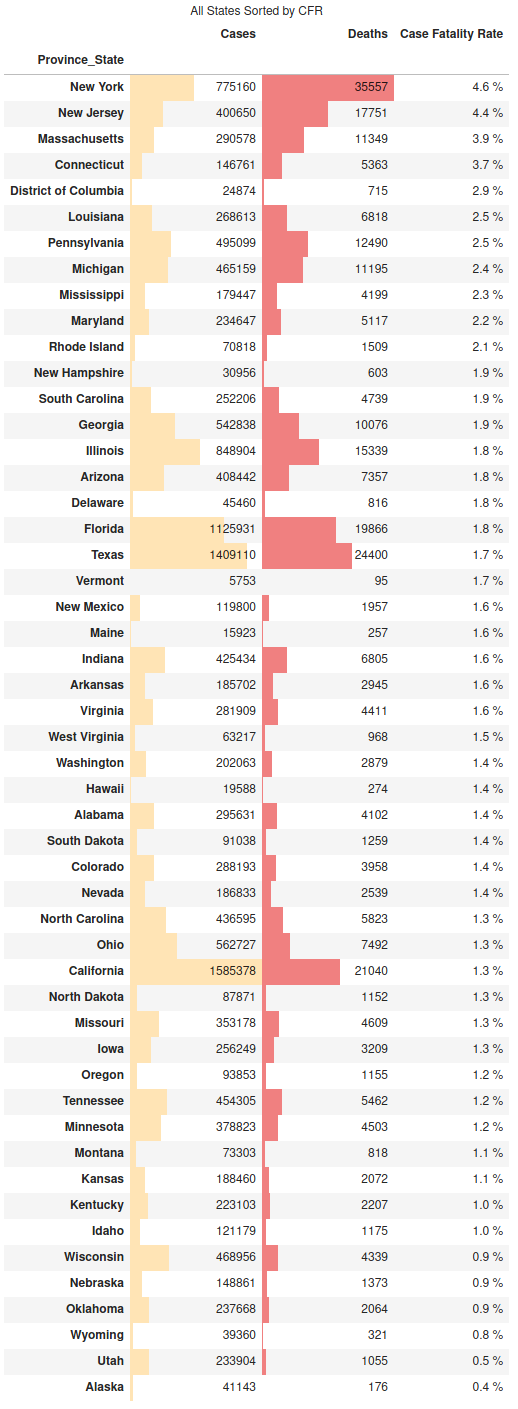 All States Sorted by CFR
Cases Deaths Case Fatality Rate
Province_State
New York 775160 35557 4.6 %
New Jersey 400650 17751 4.4 %
Massachusetts 290578 11349 3.9 %
Connecticut 146761 5363 3.7 %
District of Columbia 24874 715 2.9 %
Louisiana 268613 6818 2.5 %
Pennsylvania 495099 12490 2.5 %
Michigan 465159 11195 2.4 %
Mississippi 179447 4199 2.3 %
Maryland 234647 5117 2.2 %
Rhode Island 70818 1509 2.1 %
New Hampshire 30956 603 1.9 %
South Carolina 252206 4739 1.9 %
Georgia 542838 10076 1.9 %
Illinois 848904 15339 1.8 %
Arizona 408442 7357 1.8 %
Delaware 45460 816 1.8 %
Florida 1125931 19866 1.8 %
Texas 1409110 24400 1.7 %
Vermont 5753 95 1.7 %
New Mexico 119800 1957 1.6 %
Maine 15923 257 1.6 %
Indiana 425434 6805 1.6 %
Arkansas 185702 2945 1.6 %
Virginia 281909 4411 1.6 %
West Virginia 63217 968 1.5 %
Washington 202063 2879 1.4 %
Hawaii 19588 274 1.4 %
Alabama 295631 4102 1.4 %
South Dakota 91038 1259 1.4 %
Colorado 288193 3958 1.4 %
Nevada 186833 2539 1.4 %
North Carolina 436595 5823 1.3 %
Ohio 562727 7492 1.3 %
California 1585378 21040 1.3 %
North Dakota 87871 1152 1.3 %
Missouri 353178 4609 1.3 %
Iowa 256249 3209 1.3 %
Oregon 93853 1155 1.2 %
Tennessee 454305 5462 1.2 %
Minnesota 378823 4503 1.2 %
Montana 73303 818 1.1 %
Kansas 188460 2072 1.1 %
Kentucky 223103 2207 1.0 %
Idaho 121179 1175 1.0 %
Wisconsin 468956 4339 0.9 %
Nebraska 148861 1373 0.9 %
Oklahoma 237668 2064 0.9 %
Wyoming 39360 321 0.8 %
Utah 233904 1055 0.5 %
Alaska 41143 176 0.4 %